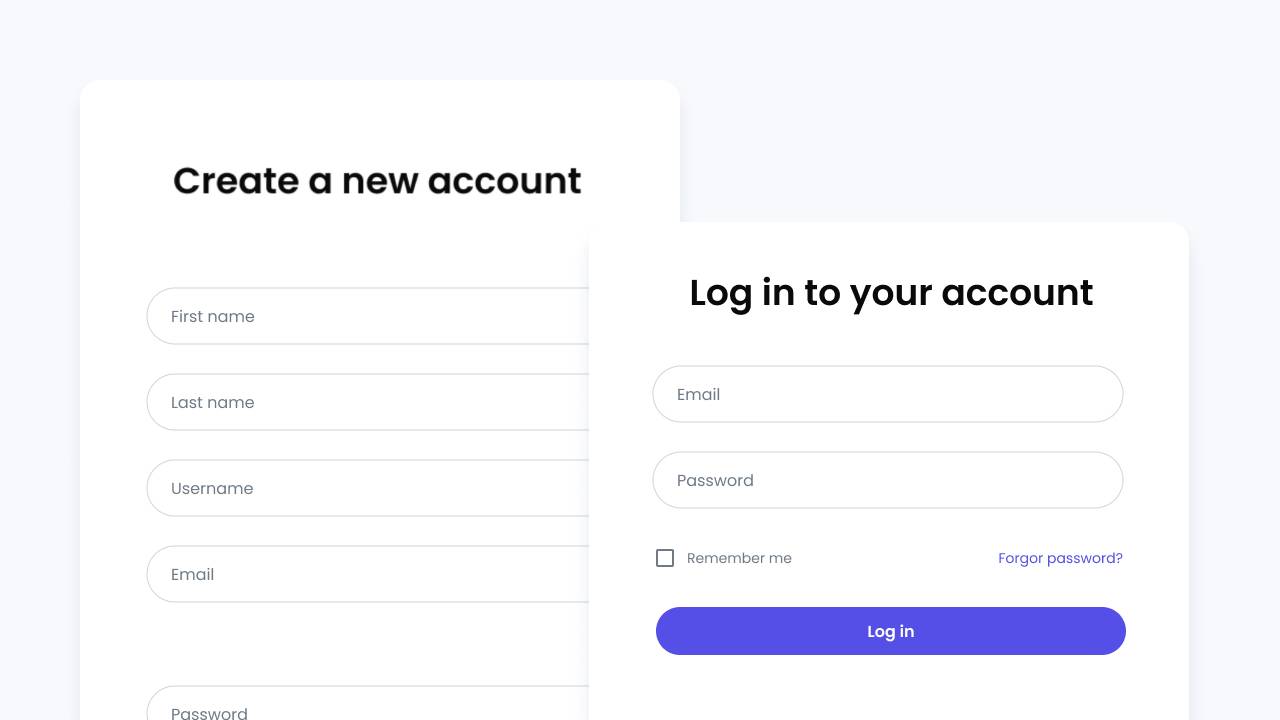 Create a new account
First name
Last name
Username
Email
Password
Log in to your account
Email
Password
Remember me
Forgor password?
Log in